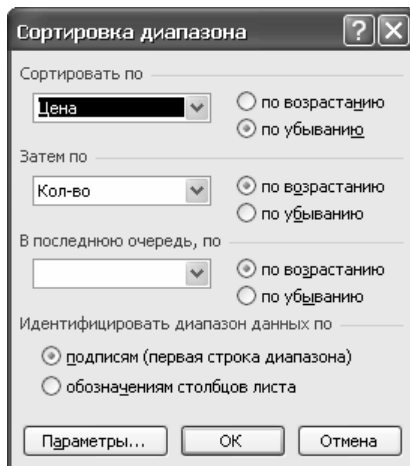 Сортировка диапазона
Сортировать по
Цена
по возрастанию
по убыванию
Затем по
Кол-во
по возрастанию
по убыванию
В последнюю очередь, по
по возрастанию
по убыванию
Идентифицировать диапазон данных по
подписям (первая строка диапазона)
обозначениям столбцов листа
Параметры...
ОК
Отмена